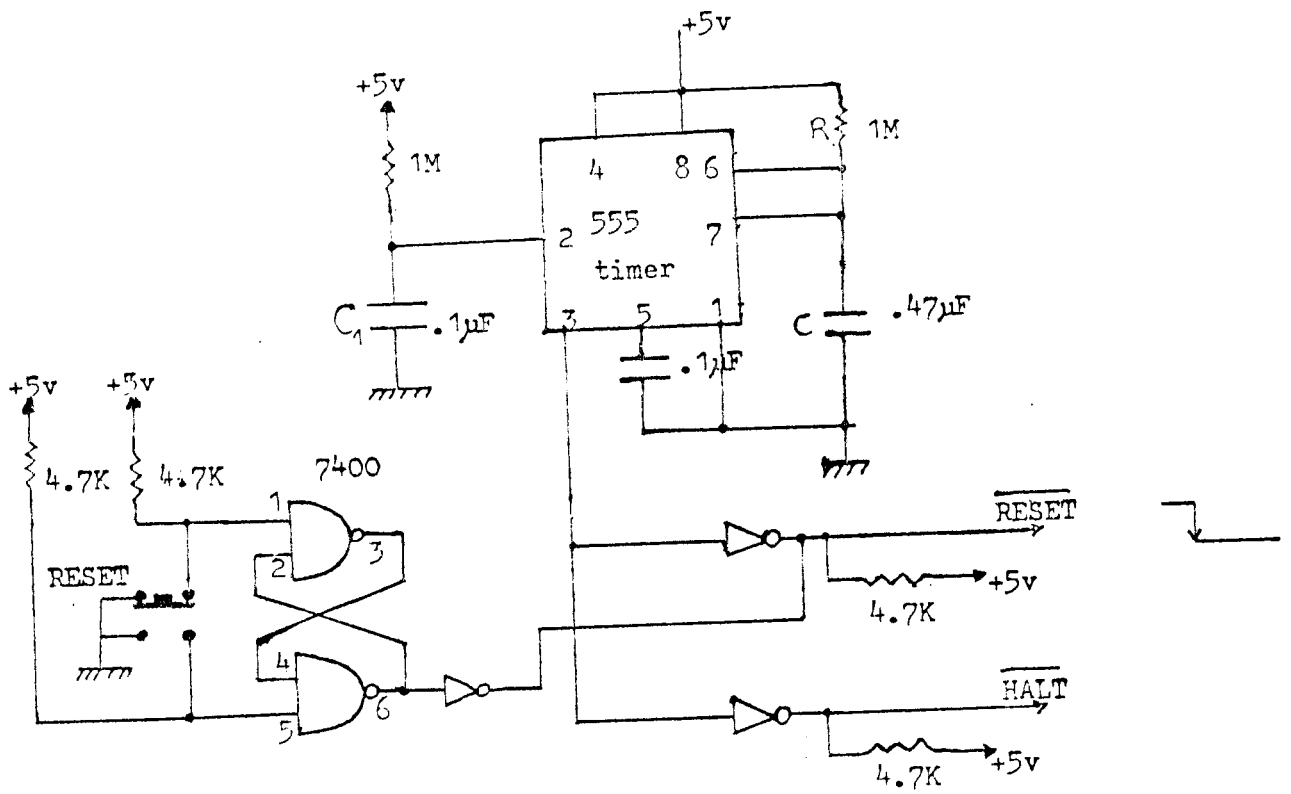 +5v
+5v
1M
R
1M
4
8
6
2
555
7
timer
3
5
1
C1
.1µF
.1µF
C
.47µF
+5v
+5v
4.7K
4.7K
7400
1
2
3
RESET
4
5
6
RESET
+5v
4.7K
HALT
+5v
4.7K